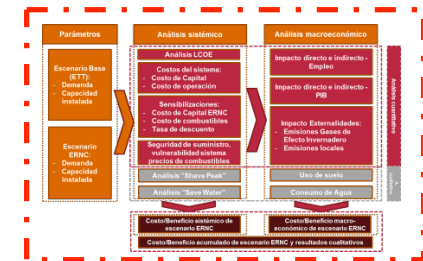 Parámetros
Escenario Base
(ETT):
- Demanda
- Capacidad
instalada
Escenario
ERNC:
- Demanda
- Capacidad
instalada
Análisis sistémico
Análisis LCOE
Costos del sistema:
- Costo de Capital
- Costo de operación
Sensibilizaciones:
- Costo de Capital ERNC
- Costo de combustibles
- Tasa de descuento
Seguridad de suministro,
vulnerabilidad sistema
precios de combustibles
Análisis "Shave Peak"
Análisis "Save Water"
Costo/Beneficio sistémico de
escenario ERNC
Análisis macroeconómico
Impacto directo e indirecto -
Empleo
Impacto directo e indirecto -
PIB
Impacto Externalidades:
- Emisiones Gases de
Efecto Invernadero
- Emisiones locales
Uso de suelo
Consumo de Agua
Costo/Beneficio macro-
económico de escenario ERNC
Costo/Beneficio acumulado de escenario ERNC y resultados cualitativos
Análisis cuantitativo